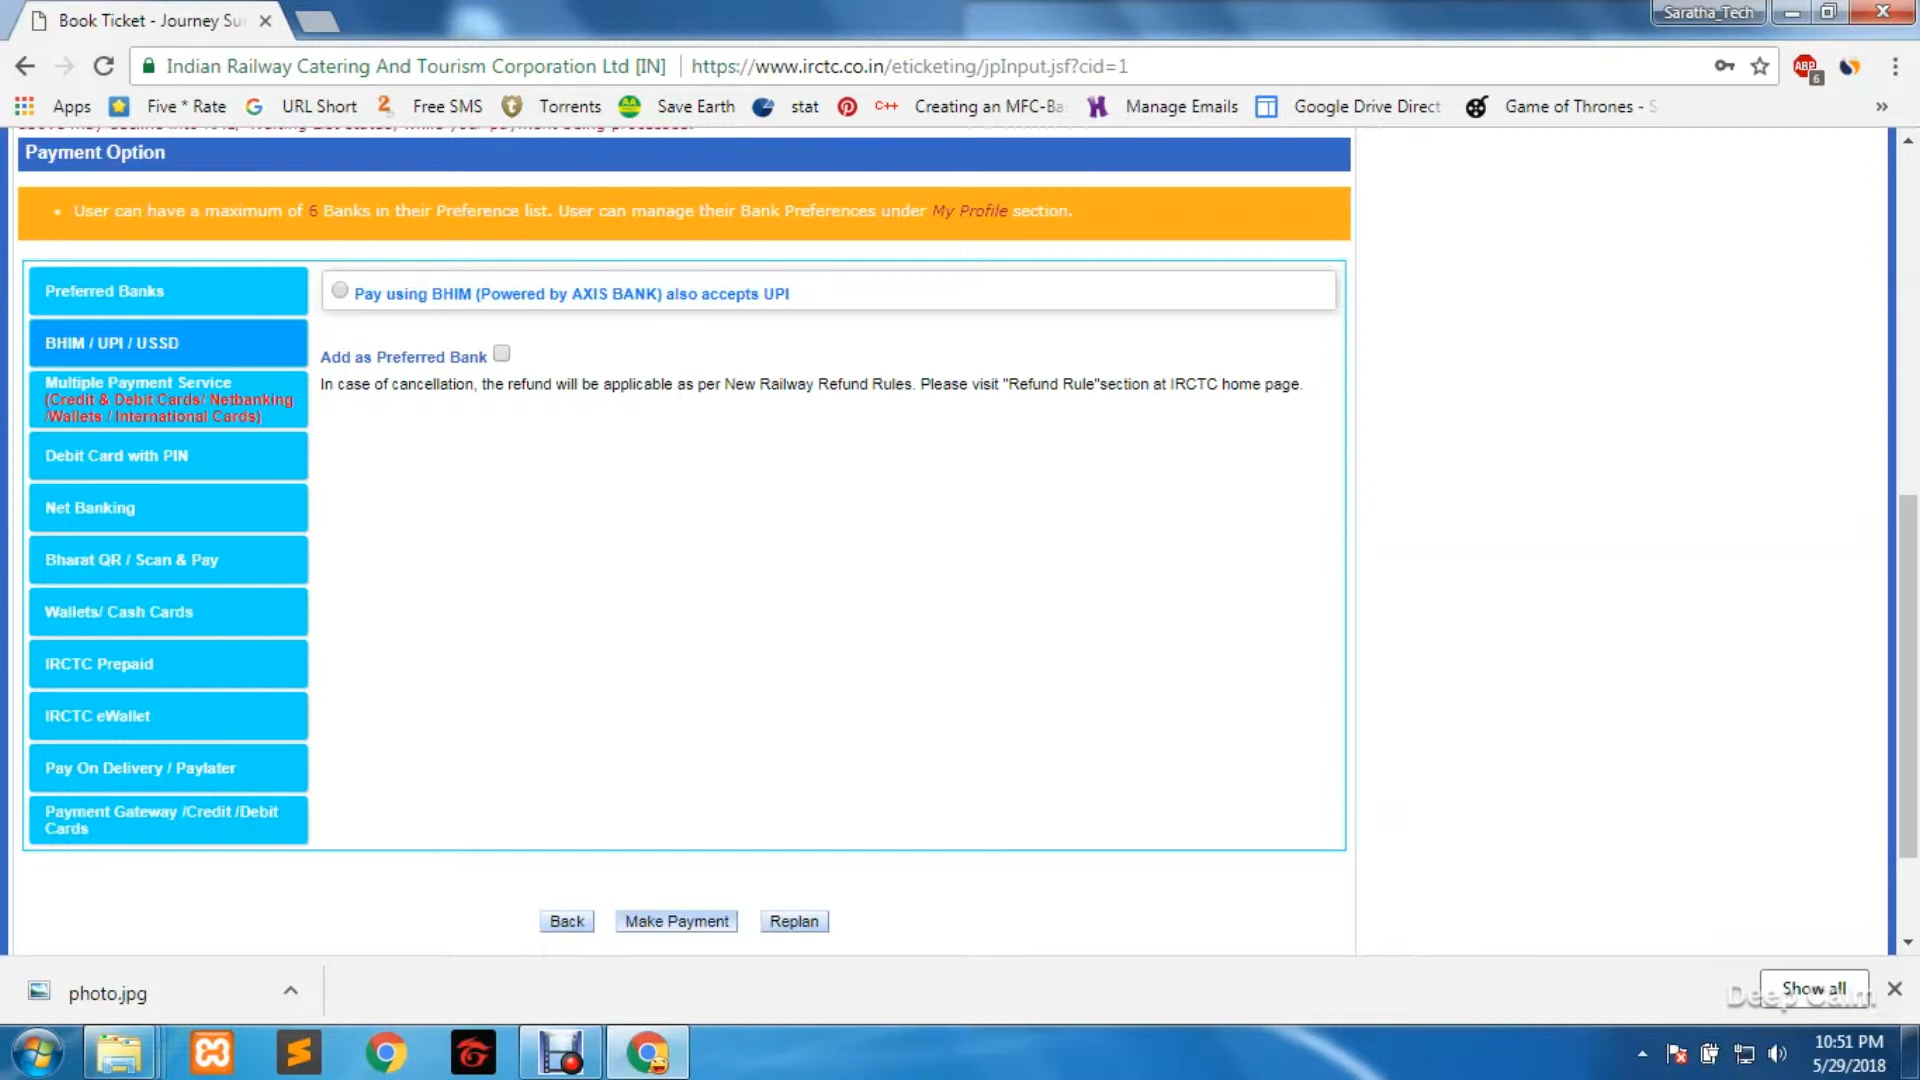 Book Ticket - Journey Su
Saratha_Tech
Indian Railway Catering And Tourism Corporation Ltd [IN]
https://www.irctc.co.in/eticketing/jpInput.jsf?cid=1
ABP
6
Apps
Five * Rate
URL Short
Free SMS
Torrents
Save Earth
stat
C++
Creating an MFC-Ba
Manage Emails
Google Drive Direct
Game of Thrones - S
Payment Option
• User can have a maximum of 6 Banks in their Preference list. User can manage their Bank Preferences under My Profile section.
Preferred Banks
Pay using BHIM (Powered by AXIS BANK) also accepts UPI
BHIM / UPI / USSD
Add as Preferred Bank
In case of cancellation, the refund will be applicable as per New Railway Refund Rules. Please visit "Refund Rule"section at IRCTC home page.
Multiple Payment Service
(Credit & Debit Cards/ Netbanking
/Wallets / International Cards)
Debit Card with PIN
Net Banking
Bharat QR / Scan & Pay
Wallets/ Cash Cards
IRCTC Prepaid
IRCTC eWallet
Pay On Delivery / Paylater
Payment Gateway /Credit /Debit
Cards
Back
Make Payment
Replan
photo.jpg
Show all
Deep Calm
10:51 PM
5/29/2018